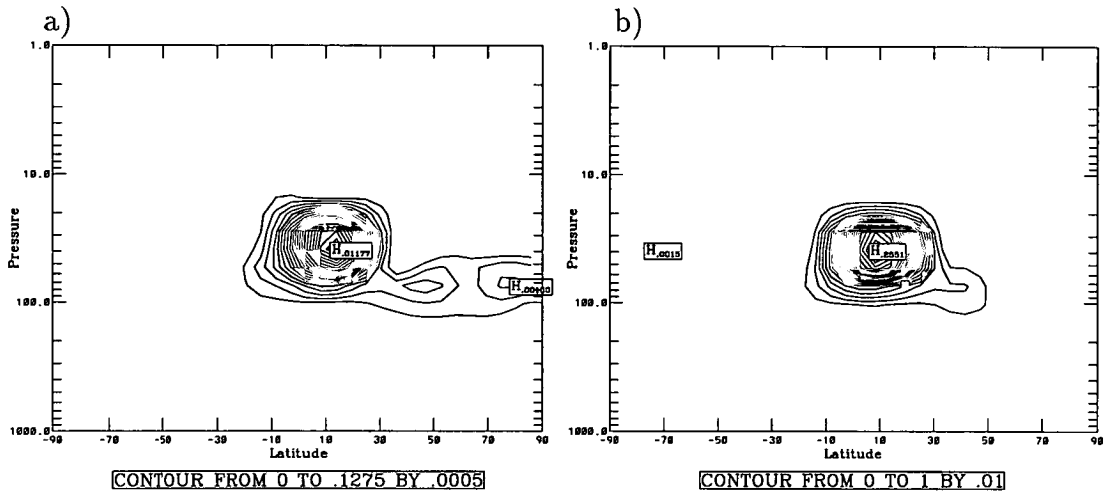 a)
1.0
10.0
100.0
1000.0
Pressure
-90 -70 -50 -30 -10 10 30 50 70 90
Latitude
H .01177
CONTOUR FROM 0 TO .1275 BY .0005
b)
1.0
10.0
100.0
1000.0
Pressure
-90 -70 -50 -30 -10 10 30 50 70 90
Latitude
H .0015
H .2551
CONTOUR FROM 0 TO 1 BY .01